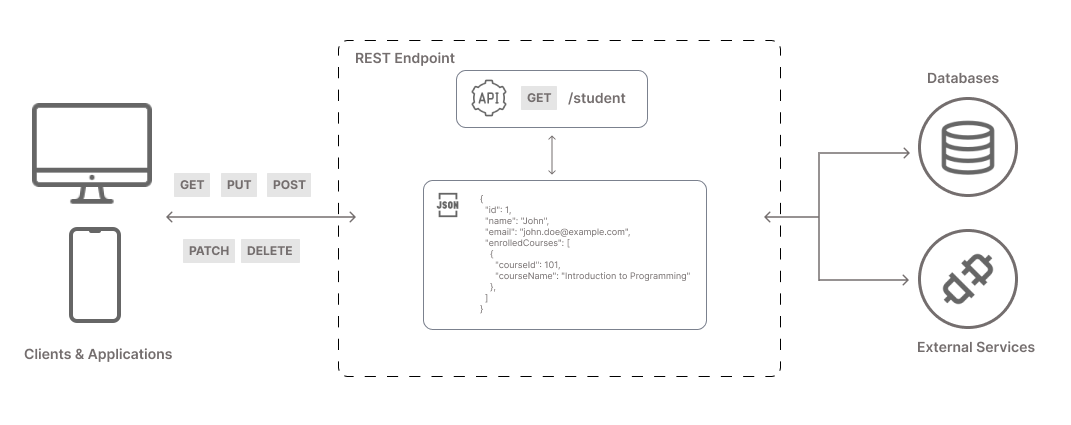 REST Endpoint
API GET /student
Databases
GET PUT POST
PATCH DELETE
JSON
{
"id": 1,
"name": "John",
"email": "john.doe@example.com",
"enrolledCourses": [
{
"courseId": 101,
"courseName": "Introduction to Programming"
},
]
}
Clients & Applications
External Services